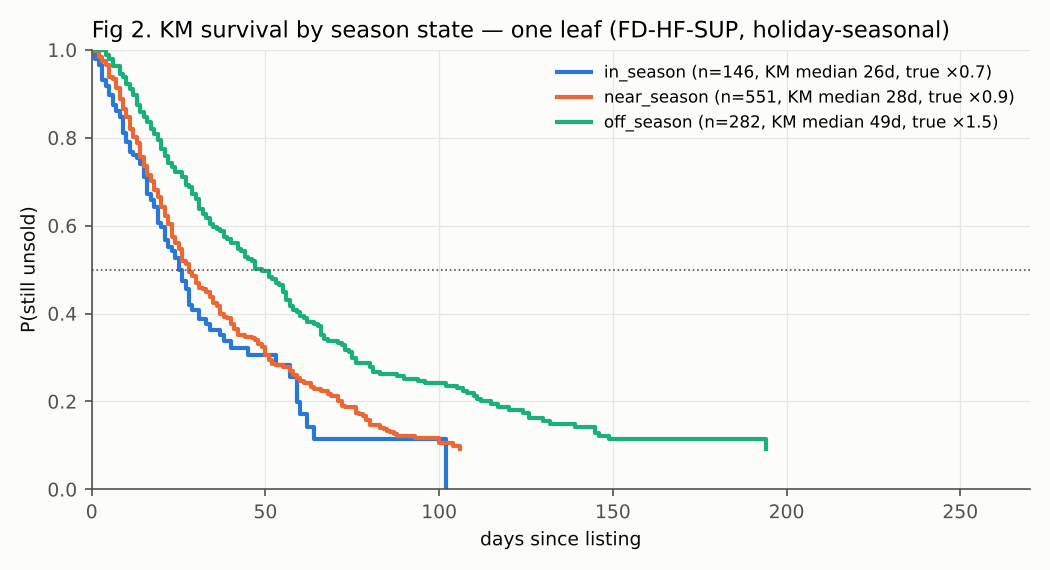 Fig 2. KM survival by season state — one leaf (FD-HF-SUP, holiday-seasonal)
in_season (n=146, KM median 26d, true ×0.7)
near_season (n=551, KM median 28d, true ×0.9)
off_season (n=282, KM median 49d, true ×1.5)
P(still unsold)
1.0
0.8
0.6
0.4
0.2
0.0
0 50 100 150 200 250
days since listing